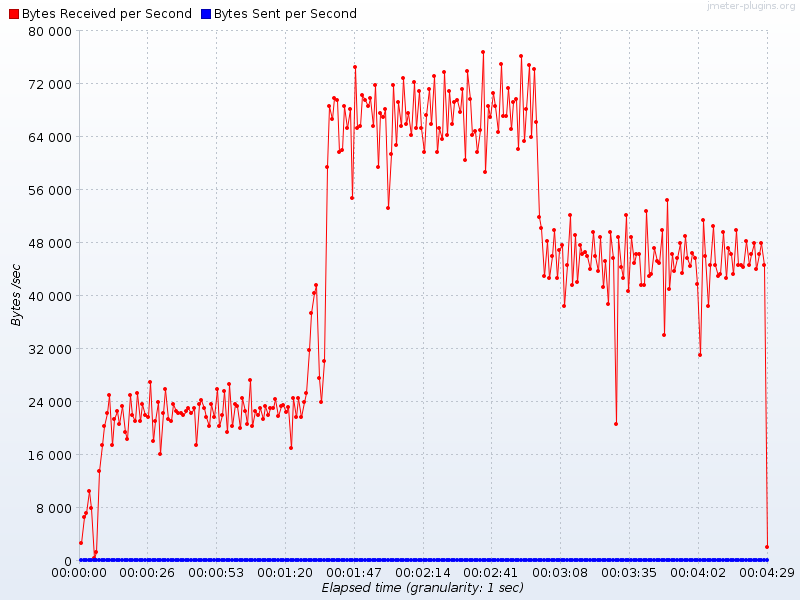 Bytes Received per Second Bytes Sent per Second
jmeter-plugins.org
80 000
72 000
64 000
56 000
48 000
40 000
32 000
24 000
16 000
8 000
0
Bytes /sec
00:00:00 00:00:26 00:00:53 00:01:20 00:01:47 00:02:14 00:02:41 00:03:08 00:03:35 00:04:02 00:04:29
Elapsed time (granularity: 1 sec)